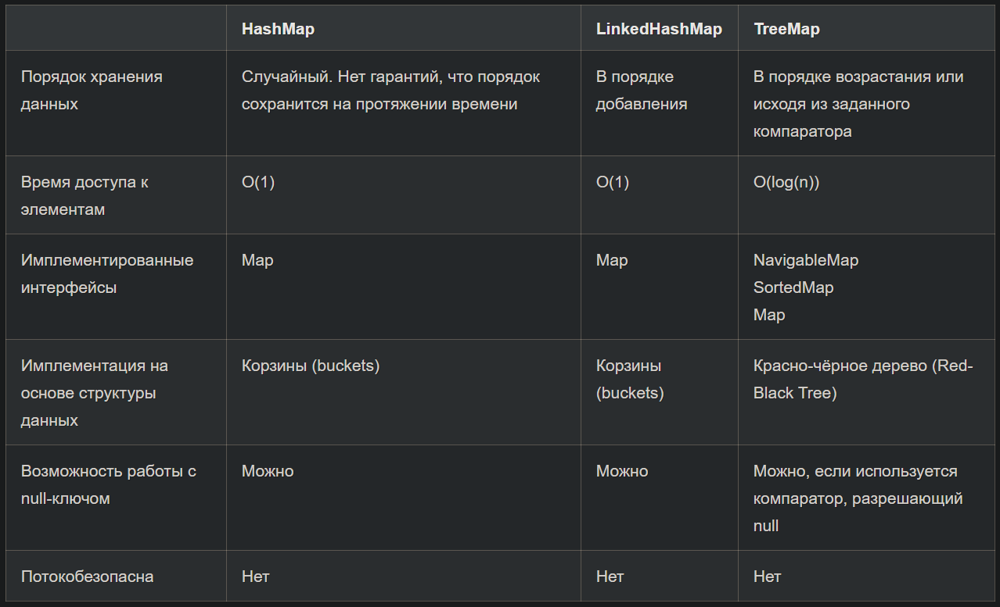 HashMap LinkedHashMap TreeMap
Порядок хранения данных
Случайный. Нет гарантий, что порядок
сохранится на протяжении времени
В порядке
добавления
В порядке возрастания или
исходя из заданного
компаратора
Время доступа к
элементам
O(1)
O(1)
O(log(n))
Имплементированные
интерфейсы
Map
Map
NavigableMap
SortedMap
Map
Имплементация на
основе структуры
данных
Корзины (buckets)
Корзины
(buckets)
Красно-чёрное дерево (Red-
Black Tree)
Возможность работы с
null-ключом
Можно
Можно
Можно, если используется
компаратор, разрешающий
null
Потокобезопасна
Нет
Нет
Нет